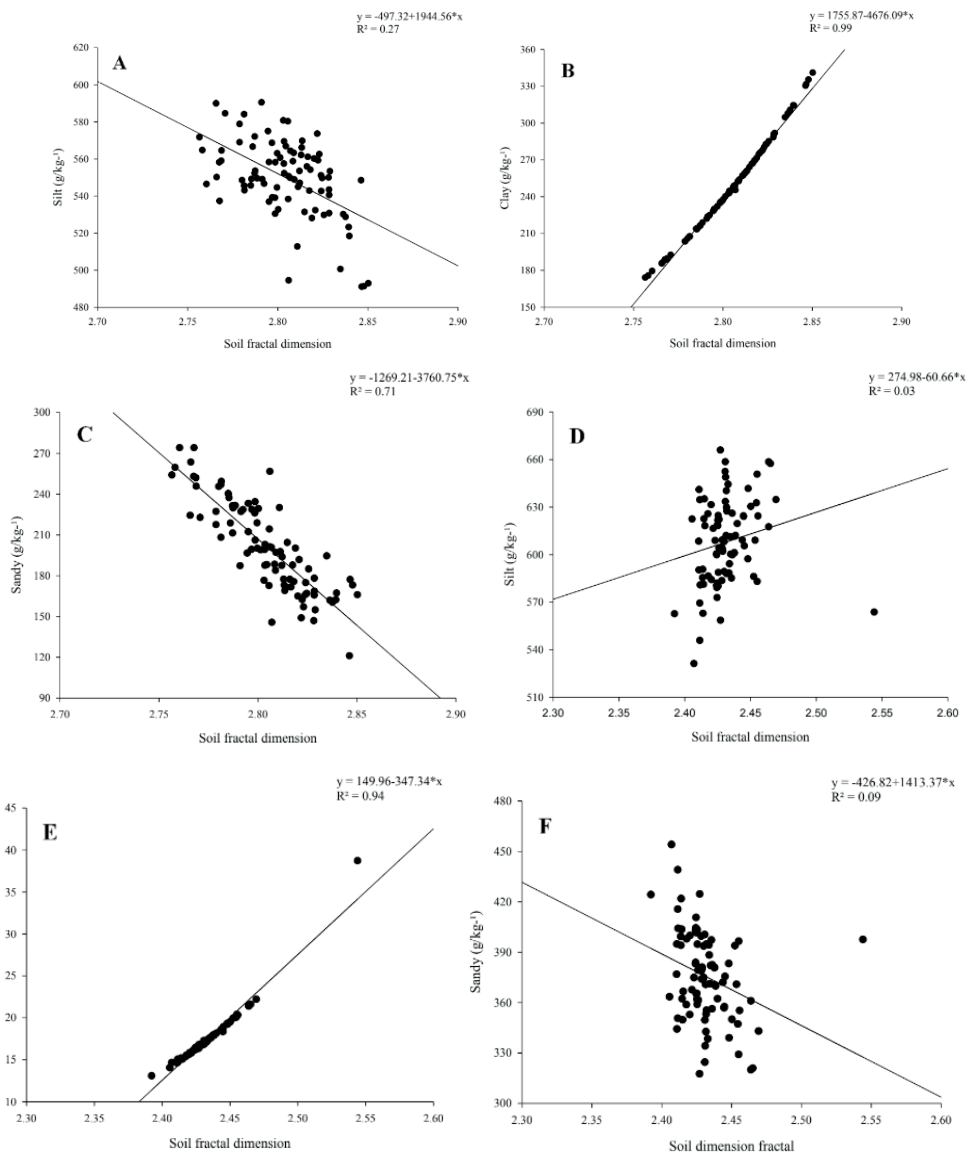 y = -497.32+1944.56*x
R² = 0.27
A
620
600
580
560
540
520
500
480
Silt (g/kg-¹)
2.70 2.75 2.80 2.85 2.90
Soil fractal dimension
y = 1755.87-4676.09*x
R² = 0.99
B
360
330
300
270
240
210
180
150
Clay (g/kg-¹)
2.70 2.75 2.80 2.85 2.90
Soil fractal dimension
y = -1269.21-3760.75*x
R² = 0.71
C
300
270
240
210
180
150
120
90
Sandy (g/kg-¹)
2.70 2.75 2.80 2.85 2.90
Soil fractal dimension
y = 274.98-60.66*x
R² = 0.03
D
690
660
630
600
570
540
510
Silt (g/kg-¹)
2.30 2.35 2.40 2.45 2.50 2.55 2.60
Soil fractal dimension
y = 149.96-347.34*x
R² = 0.94
E
45
40
35
30
25
20
15
10
2.30 2.35 2.40 2.45 2.50 2.55 2.60
Soil fractal dimension
y = -426.82+1413.37*x
R² = 0.09
F
480
450
420
390
360
330
300
Sandy (g/kg-¹)
2.30 2.35 2.40 2.45 2.50 2.55 2.60
Soil dimension fractal